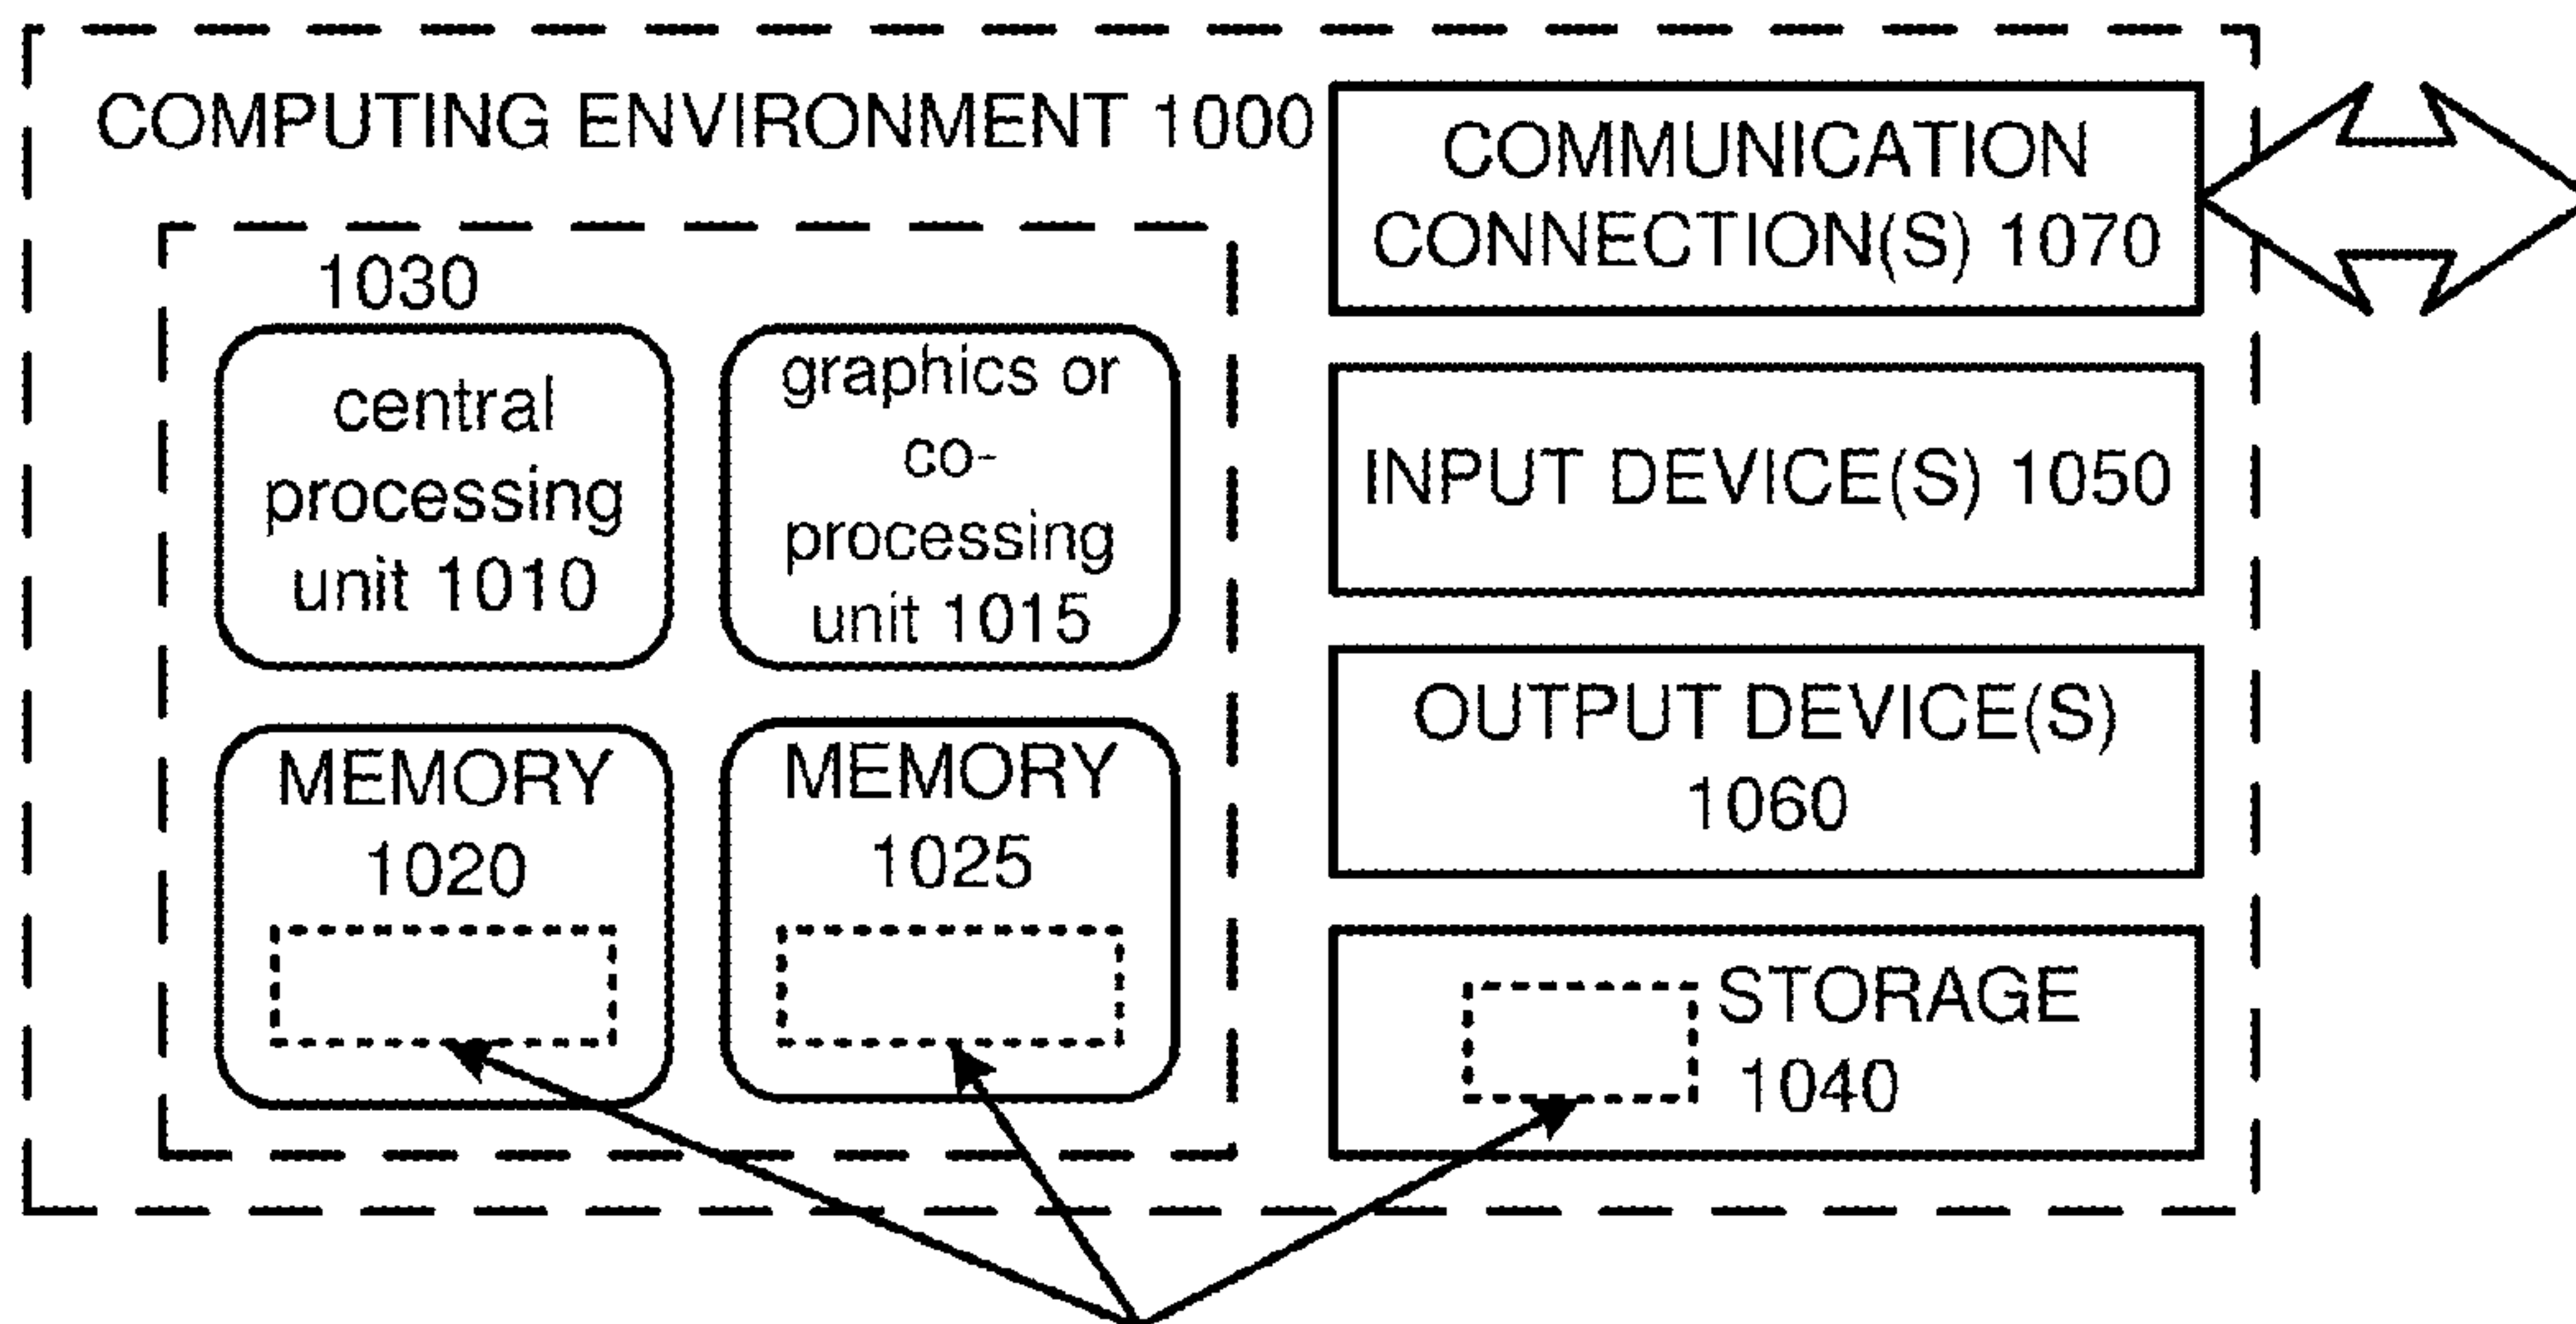 COMPUTING ENVIRONMENT 1000
1030
central
processing
unit 1010
graphics or
co-
processing
unit 1015
MEMORY
1020
MEMORY
1025
COMMUNICATION
CONNECTION(S) 1070
INPUT DEVICE(S) 1050
OUTPUT DEVICE(S)
1060
STORAGE
1040